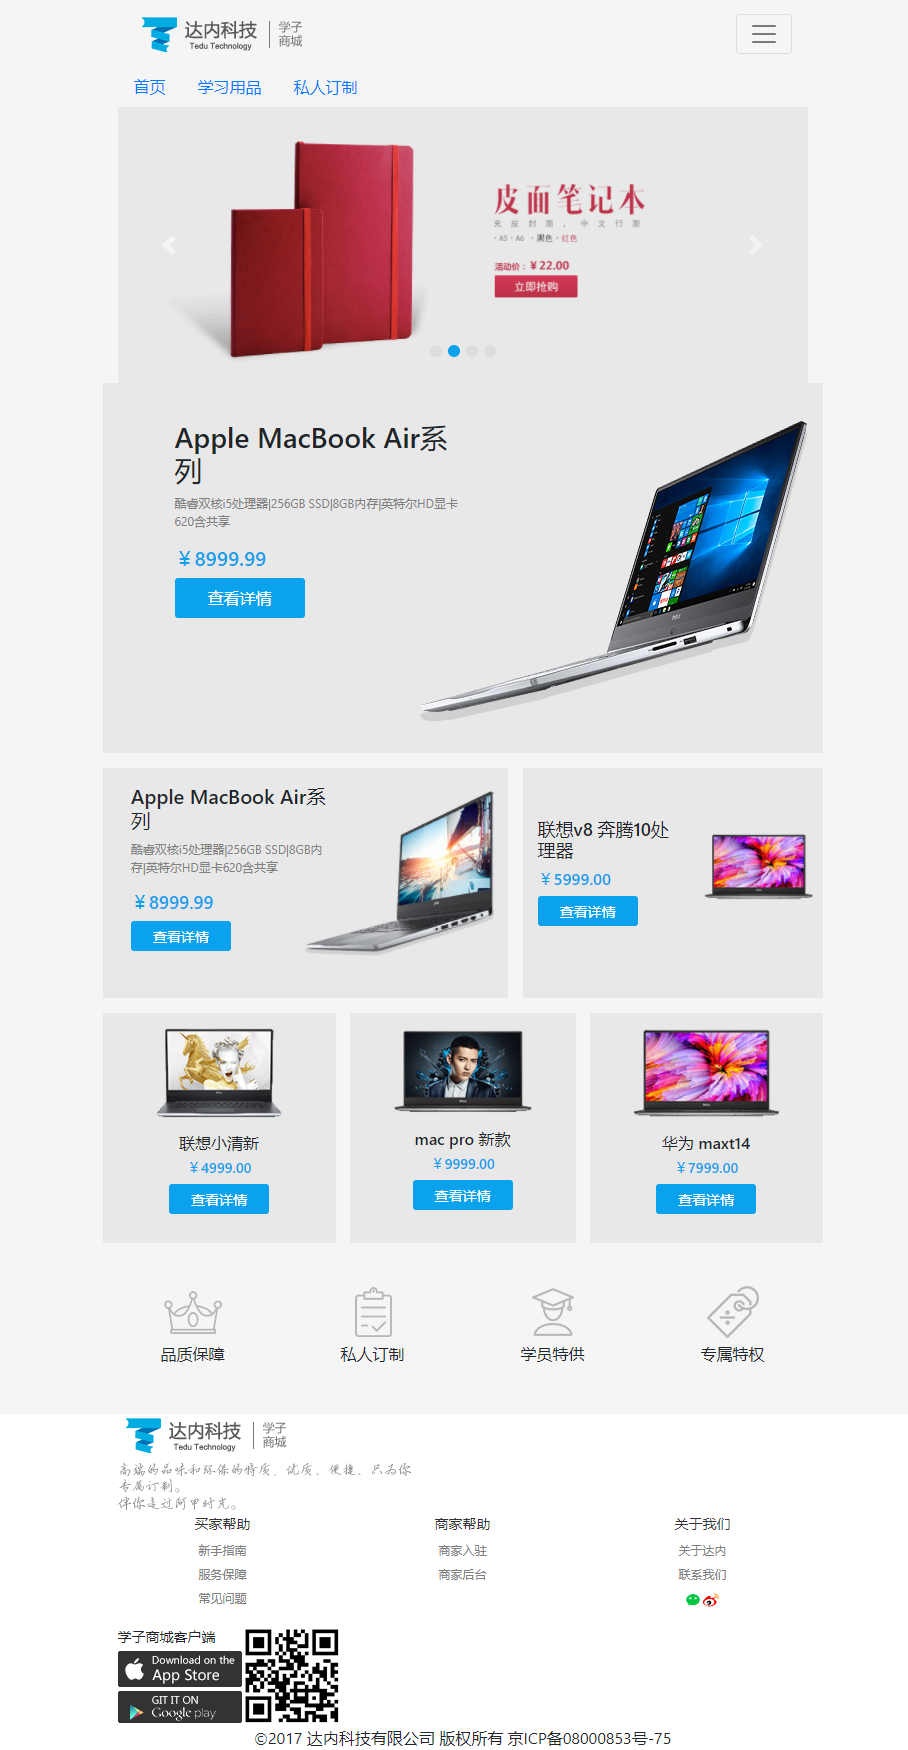 达内科技 学子商城
Tedu Technology
首页 学习用品 私人订制
皮面笔记本
充皮封面,中文行距
·A5·A6 ·黑色·红色
活动价：¥22.00
立即抢购
Apple MacBook Air系
列
酷睿双核i5处理器|256GB SSD|8GB内存|英特尔HD显卡
620含共享
¥8999.99
查看详情
Apple MacBook Air系
列
酷睿双核i5处理器|256GB SSD|8GB内
存|英特尔HD显卡620含共享
¥8999.99
查看详情
联想v8 奔腾10处
理器
¥5999.00
查看详情
联想小清新
¥4999.00
查看详情
mac pro 新款
¥9999.00
查看详情
华为 maxt14
¥7999.00
查看详情
品质保障 私人订制 学员特供 专属特权
达内科技 学子商城
Tedu Technology
高端的品味和环保的特质，优质、便捷，只为你
专属订制。
伴你走过阿甲时光。
买家帮助 商家帮助 关于我们
新手指南 商家入驻 关于达内
服务保障 商家后台 联系我们
常见问题
学子商城客户端
Download on the
App Store
GIT IT ON
Google play
©2017 达内科技有限公司 版权所有 京ICP备08000853号-75